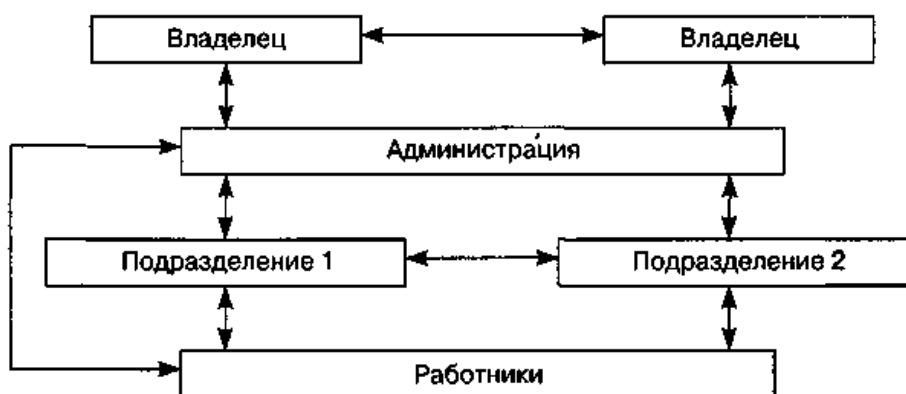 Владелец
Владелец
Администрация
Подразделение 1
Подразделение 2
Работники